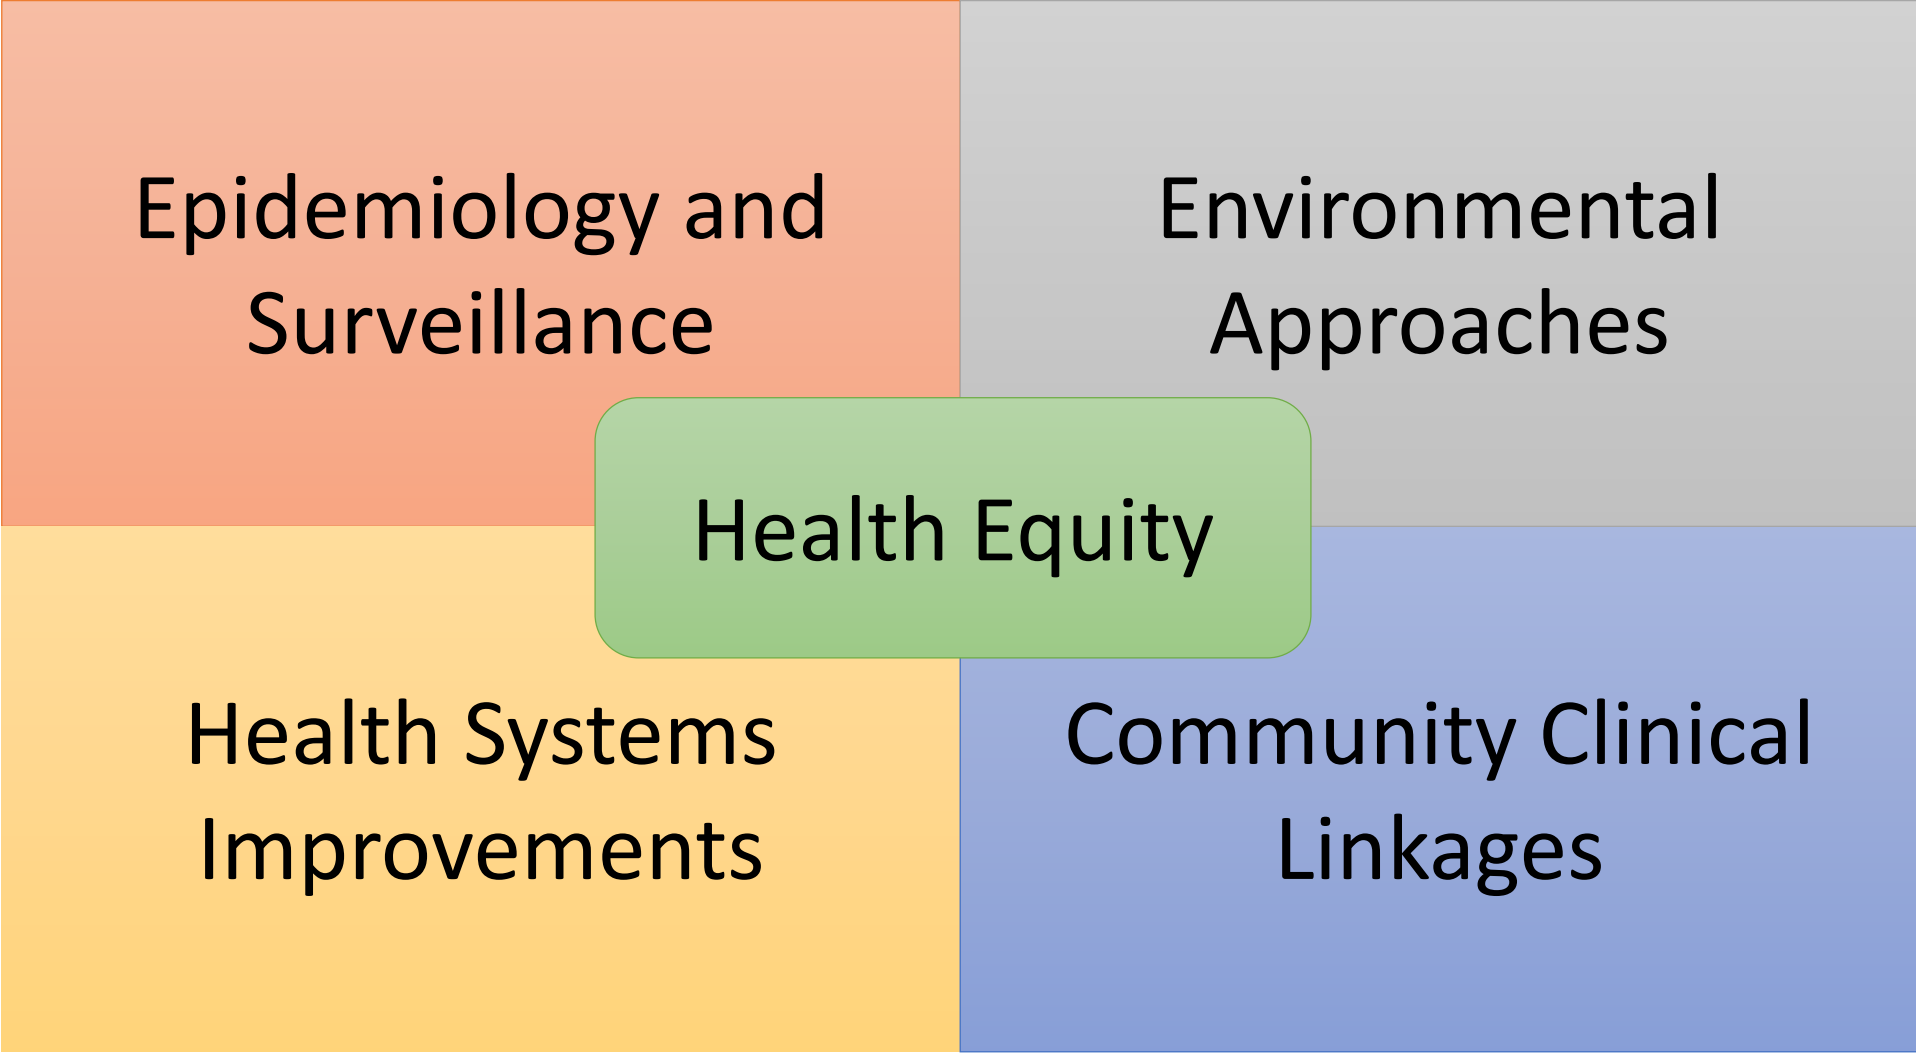 Epidemiology and
Surveillance
Environmental
Approaches
Health Equity
Health Systems
Improvements
Community Clinical
Linkages